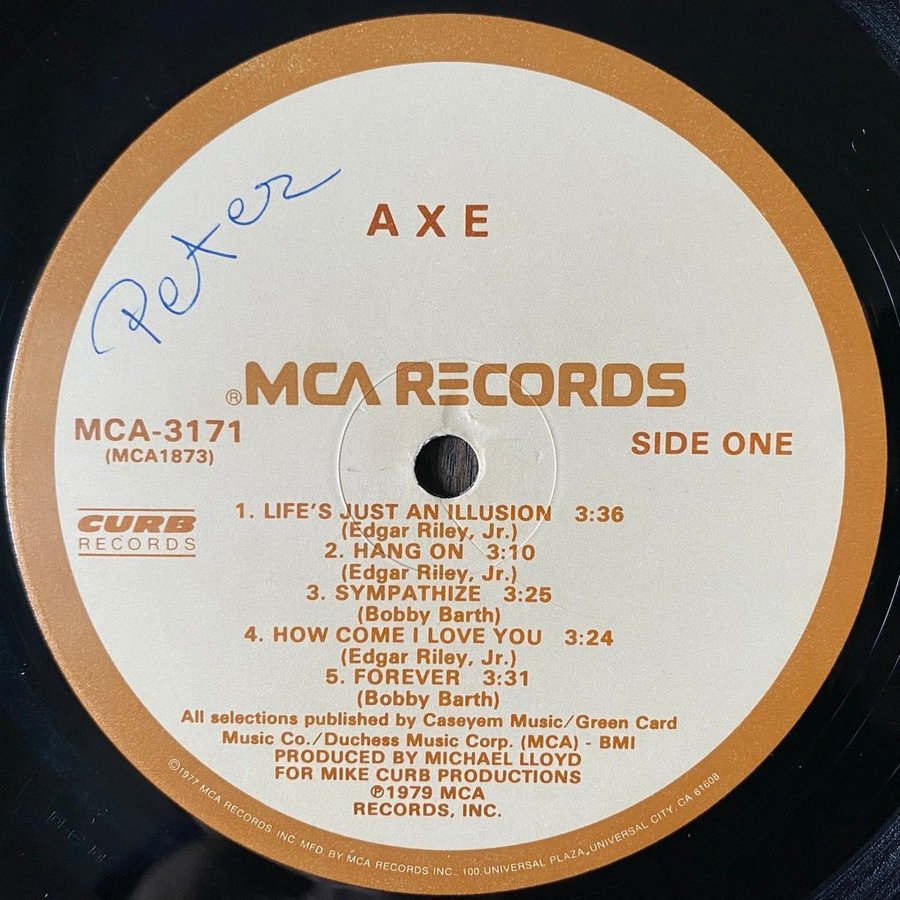 Peter
AXE
®MCA RECORDS
MCA-3171
(MCA1873)
SIDE ONE
CURB
RECORDS
1. LIFE'S JUST AN ILLUSION 3:36
(Edgar Riley, Jr.)
2. HANG ON 3:10
(Edgar Riley, Jr.)
3. SYMPATHIZE 3:25
(Bobby Barth)
4. HOW COME I LOVE YOU 3:24
(Edgar Riley, Jr.)
5. FOREVER 3:31
(Bobby Barth)
All selections published by Caseyem Music/Green Card
Music Co./Duchess Music Corp. (MCA) - BMI
PRODUCED BY MICHAEL LLOYD
FOR MIKE CURB PRODUCTIONS
℗1979 MCA
RECORDS, INC.
©1977 MCA RECORDS INC. MFD. BY MCA RECORDS INC., 100 UNIVERSAL PLAZA, UNIVERSAL CITY, CA 61608